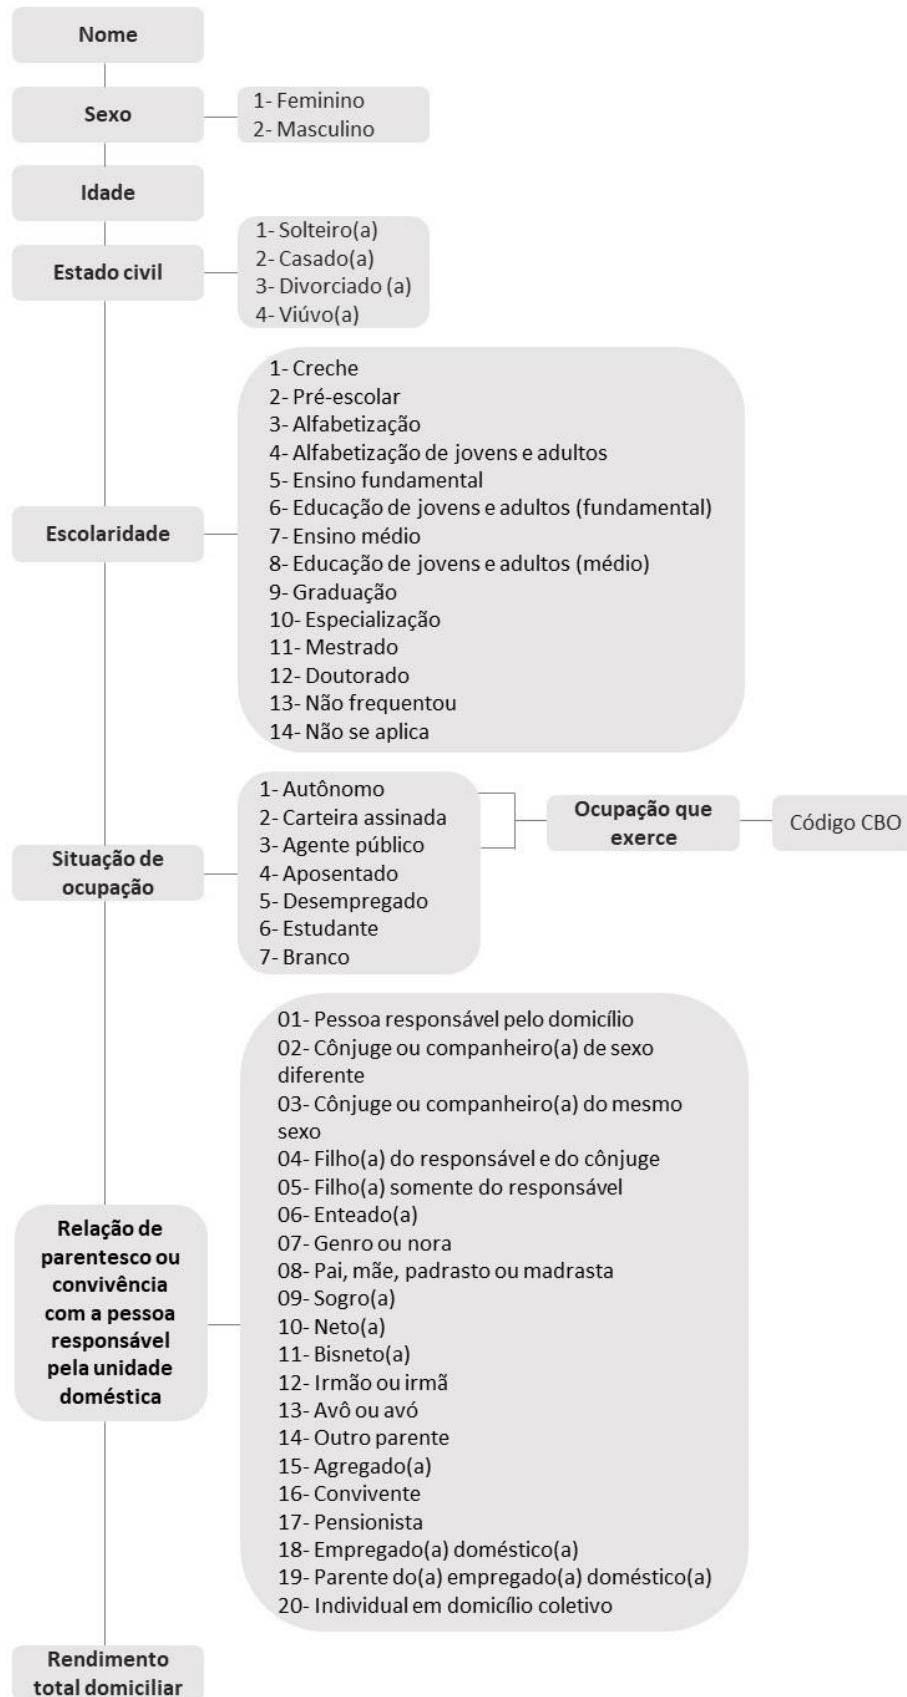 Nome
Sexo
1- Feminino
2- Masculino
Idade
Estado civil
1- Solteiro(a)
2- Casado(a)
3- Divorciado (a)
4- Viúvo(a)
Escolaridade
1- Creche
2- Pré-escolar
3- Alfabetização
4- Alfabetização de jovens e adultos
5- Ensino fundamental
6- Educação de jovens e adultos (fundamental)
7- Ensino médio
8- Educação de jovens e adultos (médio)
9- Graduação
10- Especialização
11- Mestrado
12- Doutorado
13- Não frequentou
14- Não se aplica
Situação de
ocupação
1- Autônomo
2- Carteira assinada
3- Agente público
4- Aposentado
5- Desempregado
6- Estudante
7- Branco
Ocupação que
exerce
Código CBO
Relação de
parentesco ou
convivência
com a pessoa
responsável
pela unidade
doméstica
01- Pessoa responsável pelo domicílio
02- Cônjuge ou companheiro(a) de sexo
diferente
03- Cônjuge ou companheiro(a) do mesmo
sexo
04- Filho(a) do responsável e do cônjuge
05- Filho(a) somente do responsável
06- Enteado(a)
07- Genro ou nora
08- Pai, mãe, padrasto ou madrasta
09- Sogro(a)
10- Neto(a)
11- Bisneto(a)
12- Irmão ou irmã
13- Avô ou avó
14- Outro parente
15- Agregado(a)
16- Convivente
17- Pensionista
18- Empregado(a) doméstico(a)
19- Parente do(a) empregado(a) doméstico(a)
20- Individual em domicílio coletivo
Rendimento
total domiciliar